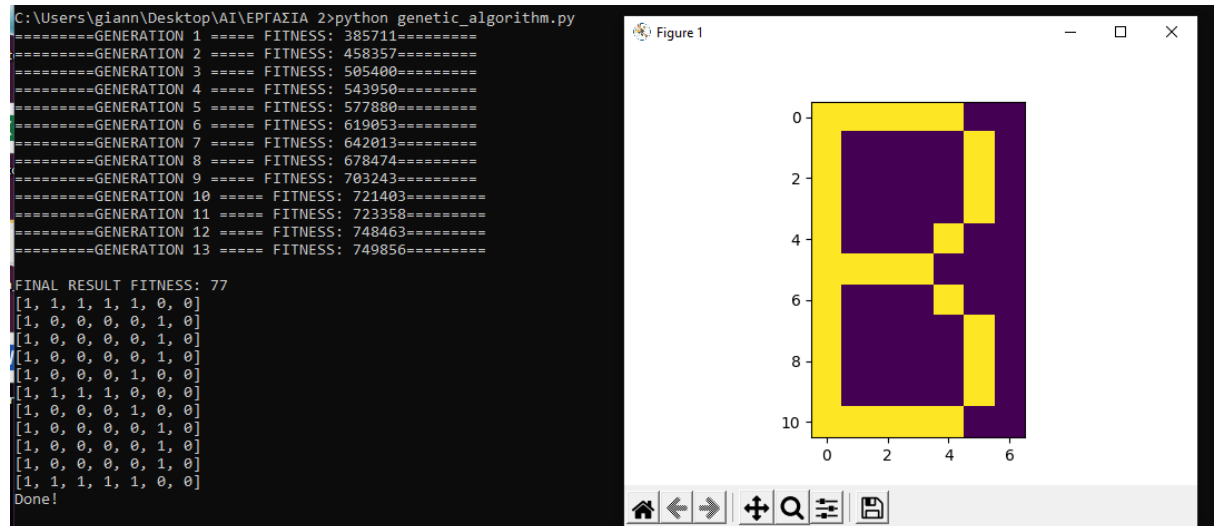 C:\Users\giann\Desktop\AI\ΕΡΓΑΣΙΑ 2>python genetic_algorithm.py
=========GENERATION 1 ===== FITNESS: 385711=========
=========GENERATION 2 ===== FITNESS: 458357=========
=========GENERATION 3 ===== FITNESS: 505400=========
=========GENERATION 4 ===== FITNESS: 543950=========
=========GENERATION 5 ===== FITNESS: 577880=========
=========GENERATION 6 ===== FITNESS: 619053=========
=========GENERATION 7 ===== FITNESS: 642013=========
=========GENERATION 8 ===== FITNESS: 678474=========
=========GENERATION 9 ===== FITNESS: 703243=========
=========GENERATION 10 ===== FITNESS: 721403=========
=========GENERATION 11 ===== FITNESS: 723358=========
=========GENERATION 12 ===== FITNESS: 748463=========
=========GENERATION 13 ===== FITNESS: 749856=========
FINAL RESULT FITNESS: 77
[1, 1, 1, 1, 1, 0, 0]
[1, 0, 0, 0, 0, 1, 0]
[1, 0, 0, 0, 0, 1, 0]
[1, 0, 0, 0, 0, 1, 0]
[1, 0, 0, 0, 1, 0, 0]
[1, 1, 1, 1, 0, 0, 0]
[1, 0, 0, 0, 1, 0, 0]
[1, 0, 0, 0, 0, 1, 0]
[1, 0, 0, 0, 0, 1, 0]
[1, 0, 0, 0, 0, 1, 0]
[1, 1, 1, 1, 1, 0, 0]
Done!
Figure 1
0
2
4
6
8
10
0 2 4 6